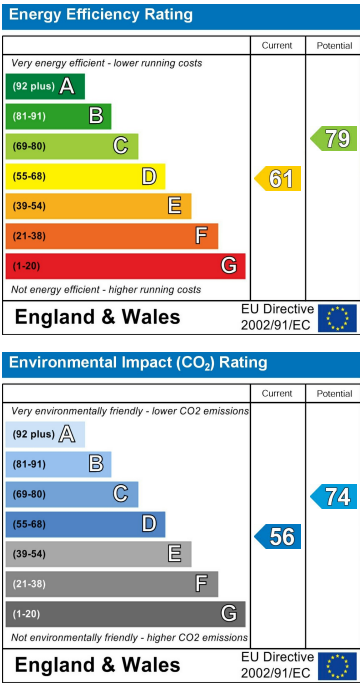 Energy Efficiency Rating
Current Potential
Very energy efficient - lower running costs
(92 plus) A
(81-91) B
(69-80) C
79
(55-68) D
61
(39-54) E
(21-38) F
(1-20) G
Not energy efficient - higher running costs
England & Wales
EU Directive
2002/91/EC
Environmental Impact (CO₂) Rating
Current Potential
Very environmentally friendly - lower CO2 emissions
(92 plus) A
(81-91) B
(69-80) C
74
(55-68) D
56
(39-54) E
(21-38) F
(1-20) G
Not environmentally friendly - higher CO2 emissions
England & Wales
EU Directive
2002/91/EC